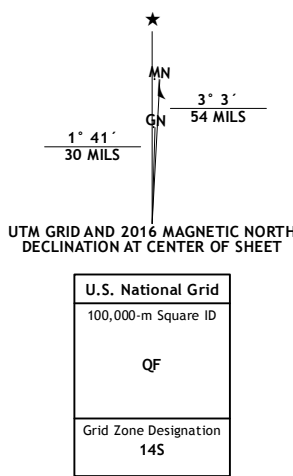 ★
MN
GN
3° 3´
54 MILS
1° 41´
30 MILS
UTM GRID AND 2016 MAGNETIC NORTH
DECLINATION AT CENTER OF SHEET
U.S. National Grid
100,000-m Square ID
QF
Grid Zone Designation
14S